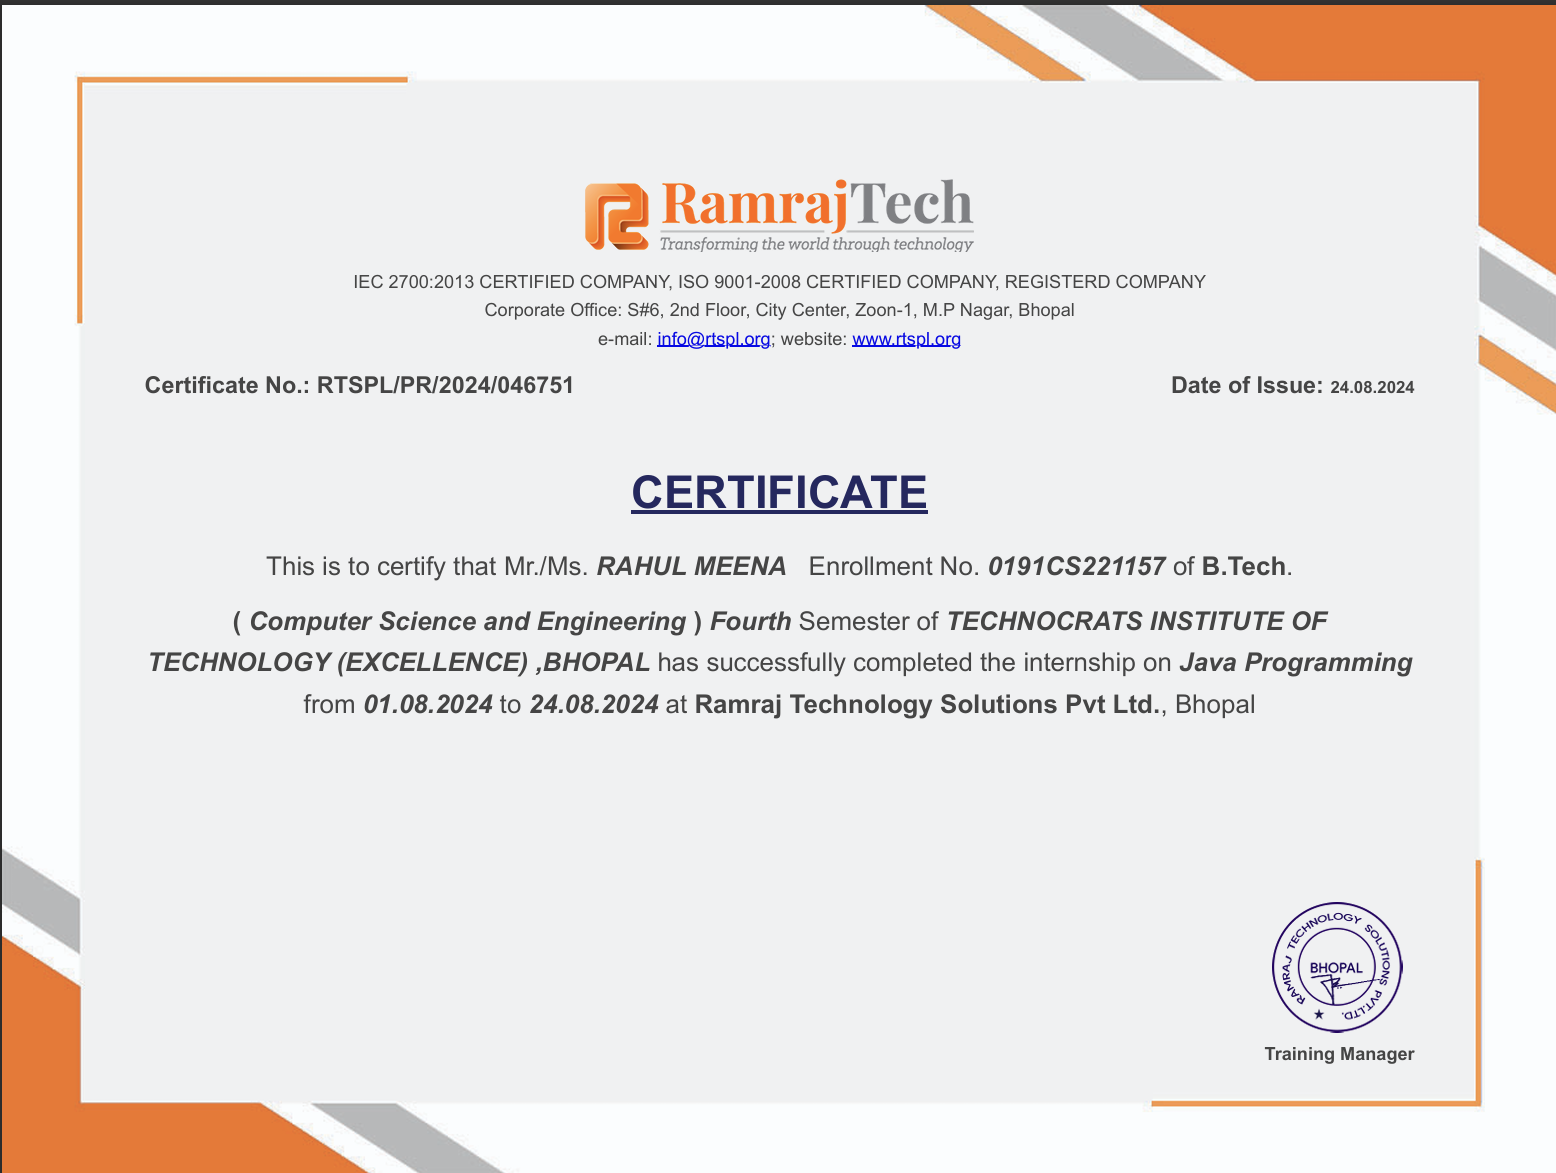 RamrajTech
Transforming the world through technology
IEC 2700:2013 CERTIFIED COMPANY, ISO 9001-2008 CERTIFIED COMPANY, REGISTERD COMPANY
Corporate Office: S#6, 2nd Floor, City Center, Zoon-1, M.P Nagar, Bhopal
e-mail: info@rtspl.org; website: www.rtspl.org
Certificate No.: RTSPL/PR/2024/046751 Date of Issue: 24.08.2024
CERTIFICATE
This is to certify that Mr./Ms. RAHUL MEENA Enrollment No. 0191CS221157 of B.Tech.
( Computer Science and Engineering ) Fourth Semester of TECHNOCRATS INSTITUTE OF
TECHNOLOGY (EXCELLENCE) ,BHOPAL has successfully completed the internship on Java Programming
from 01.08.2024 to 24.08.2024 at Ramraj Technology Solutions Pvt Ltd., Bhopal
RAMRAJ TECHNOLOGY SOLUTIONS PVT.LTD.
BHOPAL
Training Manager